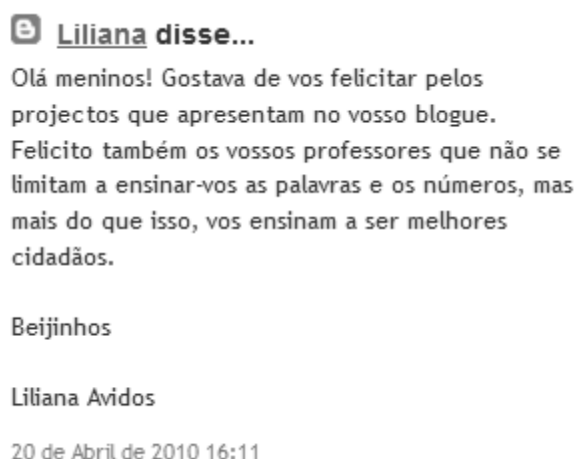 Liliana disse...
Olá meninos! Gostava de vos felicitar pelos
projectos que apresentam no vosso blogue.
Felicito também os vossos professores que não se
limitam a ensinar-vos as palavras e os números, mas
mais do que isso, vos ensinam a ser melhores
cidadãos.
Beijinhos
Liliana Avidos
20 de Abril de 2010 16:11